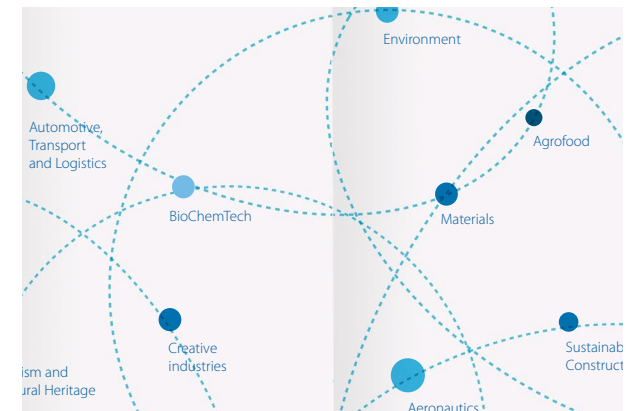 Environment
Automotive,
Transport
and Logistics
Agrofood
BioChemTech
Materials
Creative
industries
Sustainab
Construct
ism and
ural Heritage
Aeronautics